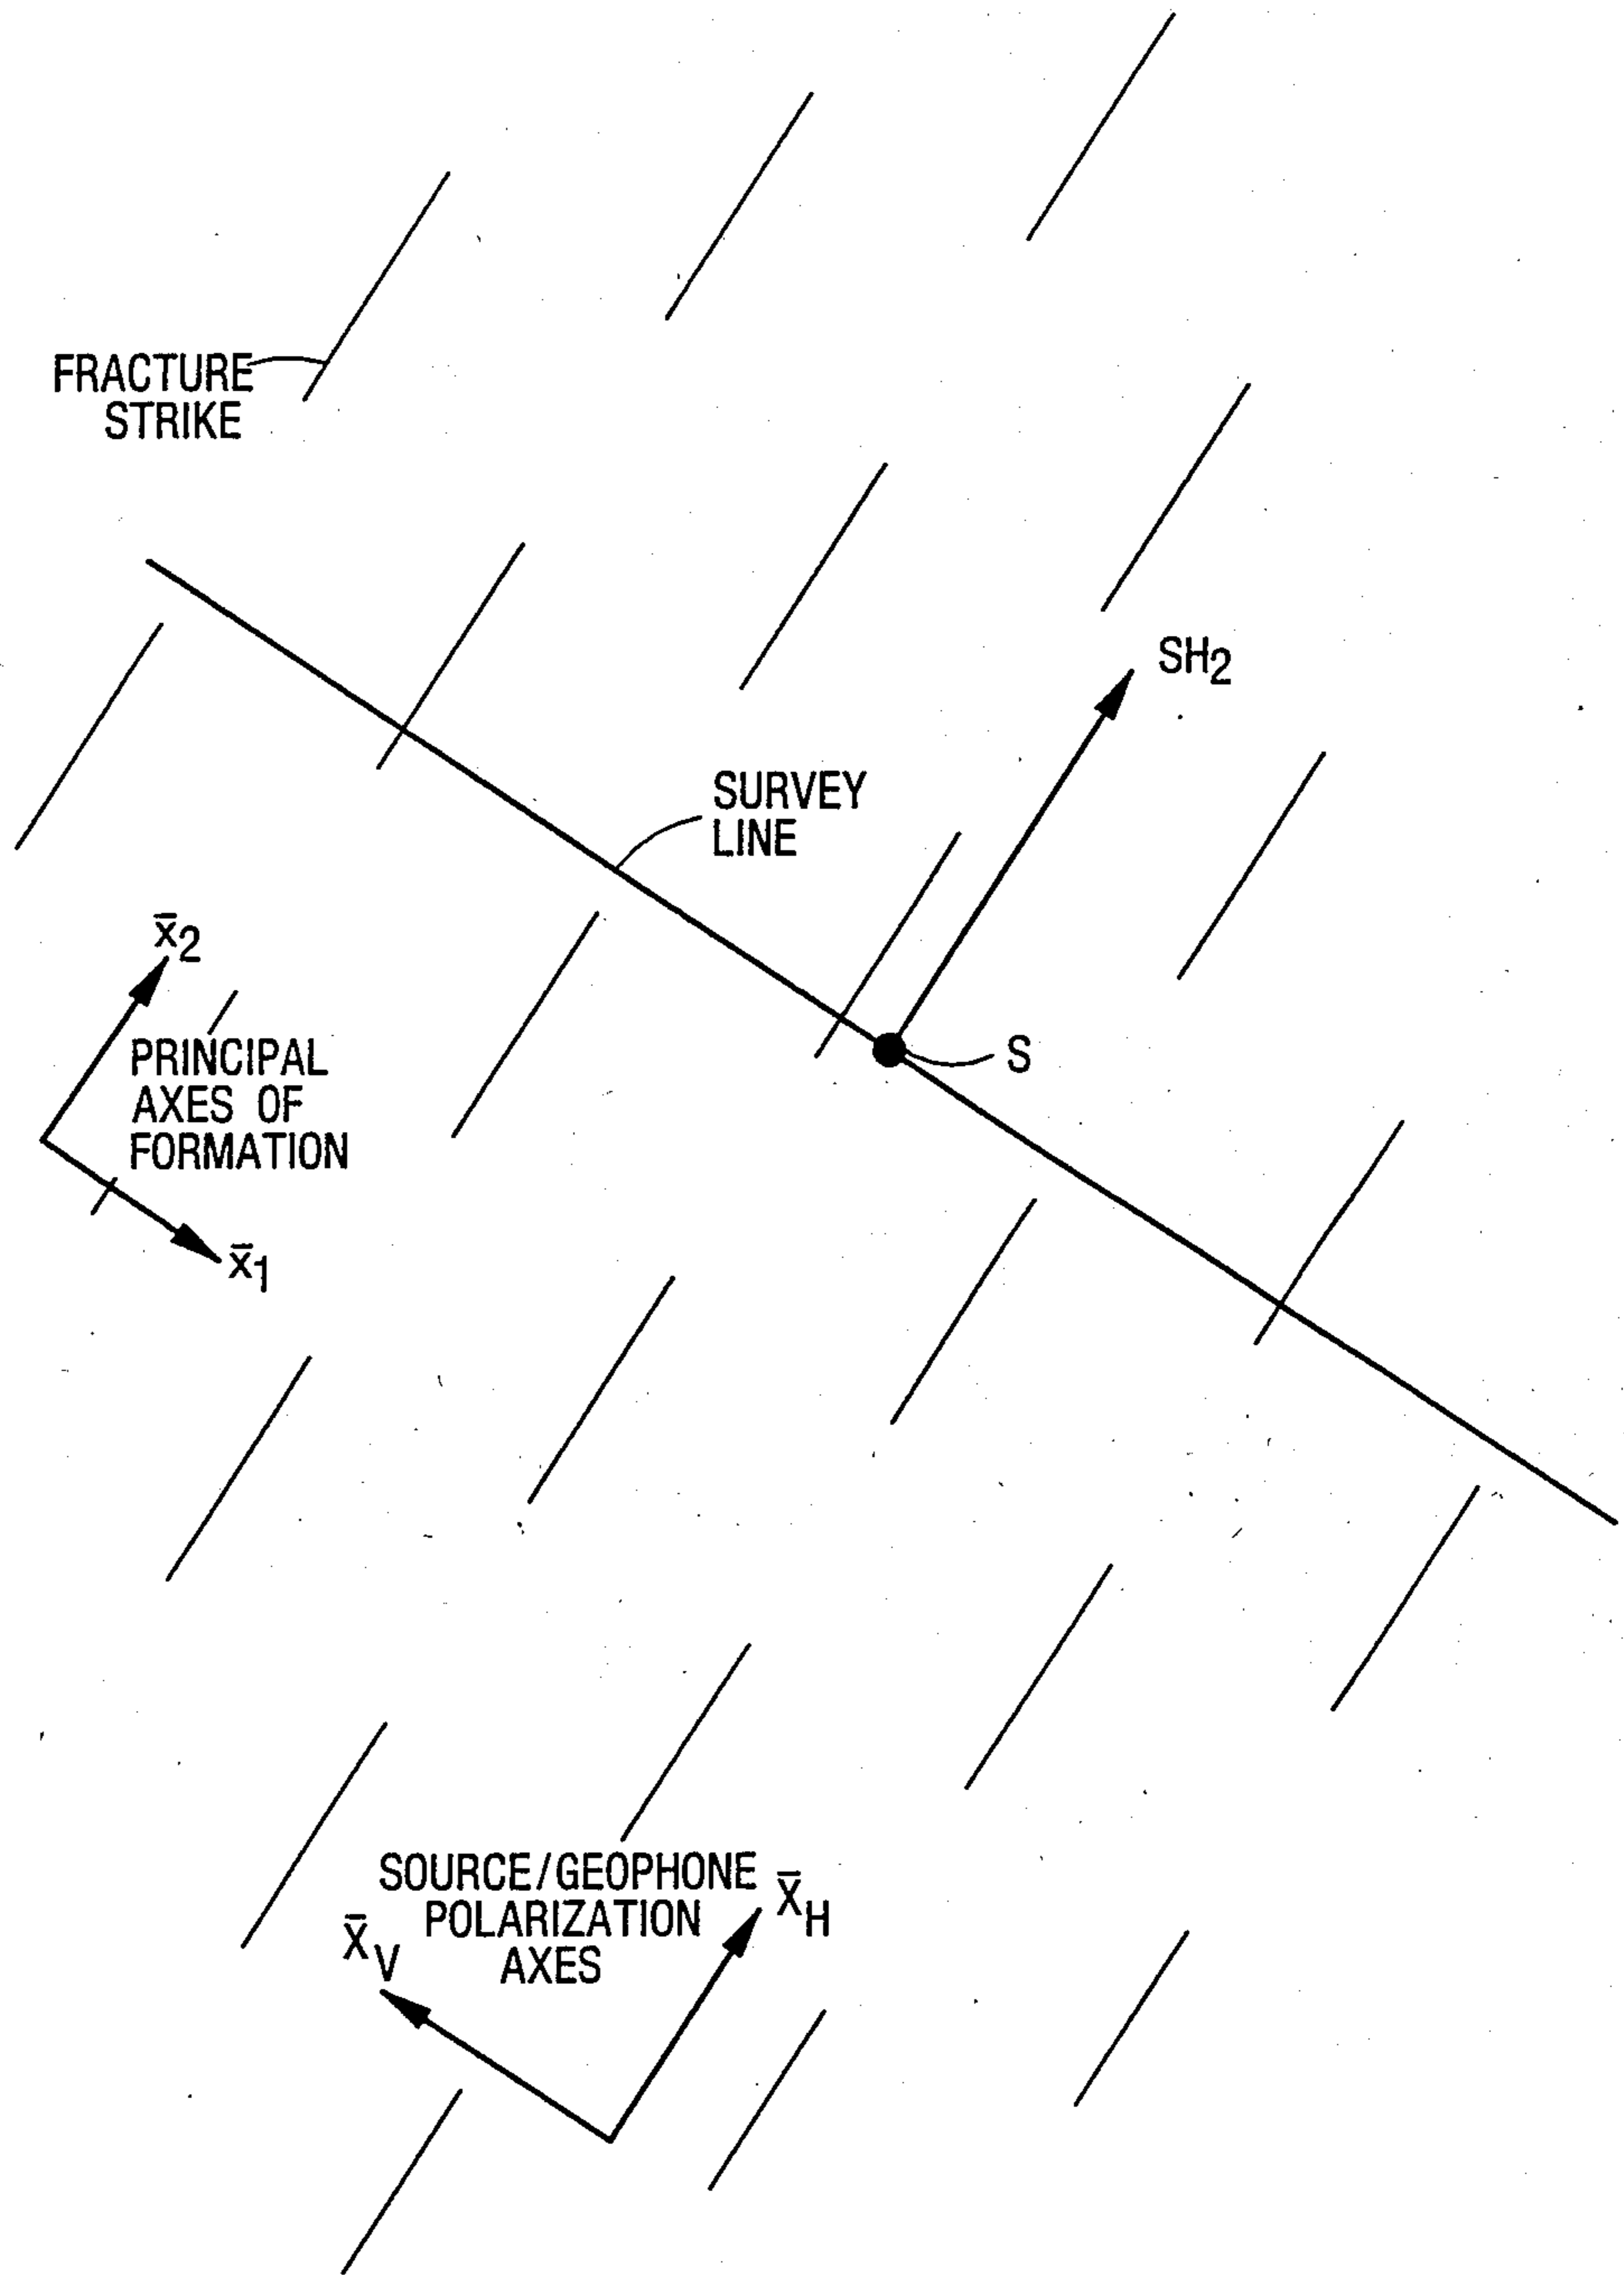 FRACTURE
STRIKE
SH2
SURVEY
LINE
x̄2
S
PRINCIPAL
AXES OF
FORMATION
x̄1
SOURCE/GEOPHONE
POLARIZATION
AXES
X̄H
X̄V